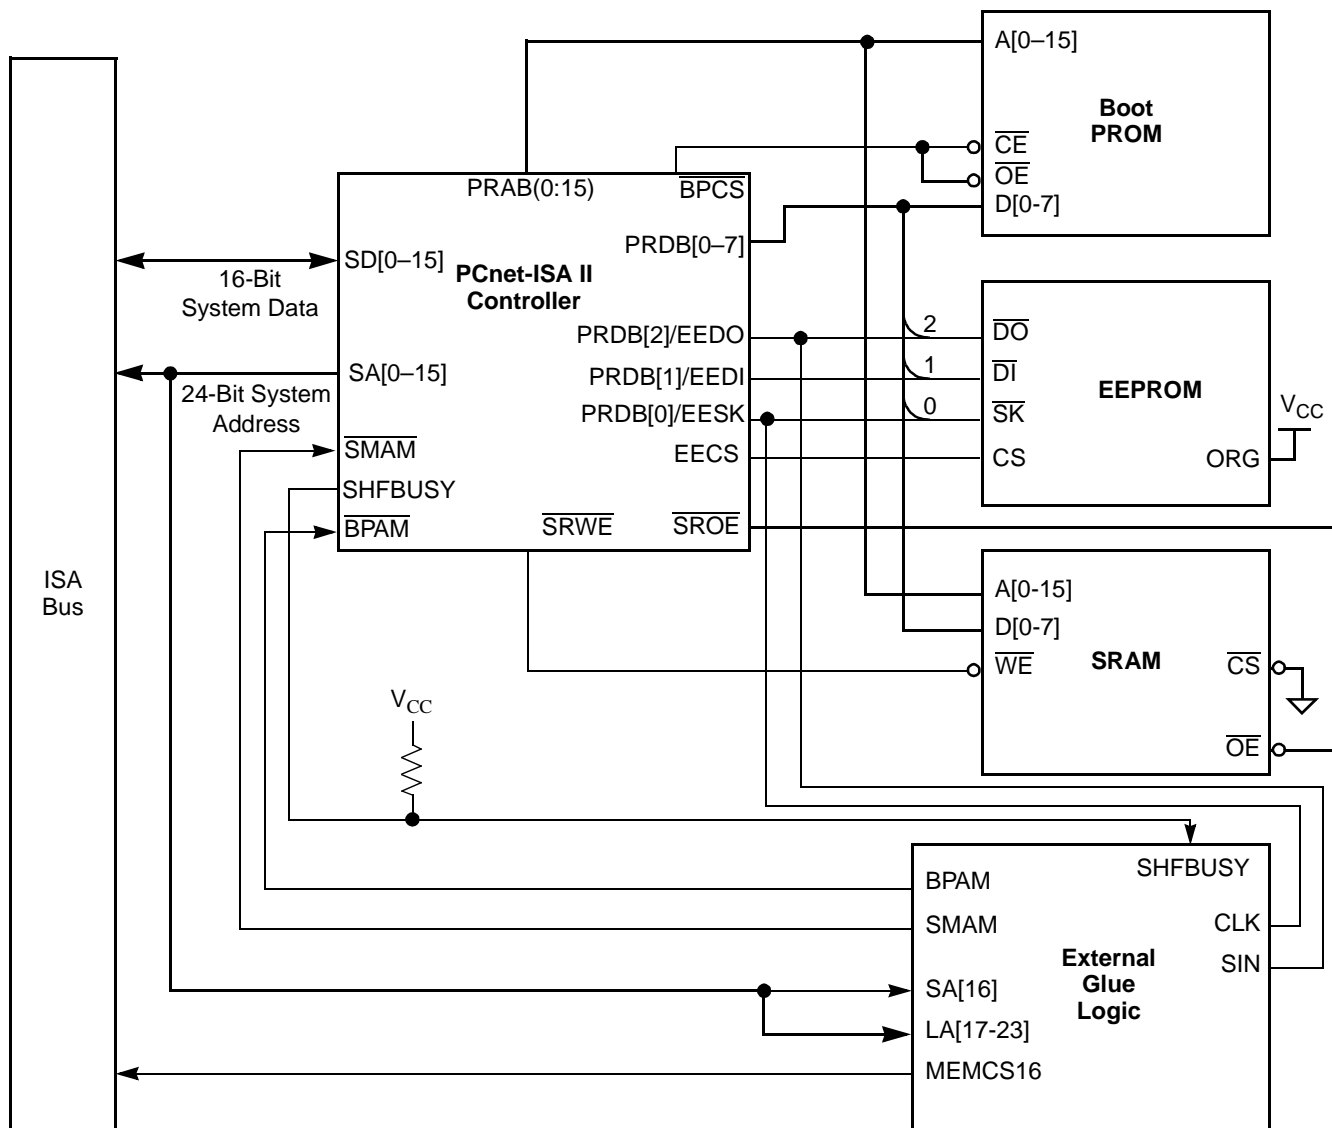 A[0–15]
Boot
PROM
CE
OE
D[0-7]
PRAB(0:15)
BPCS
PRDB[0–7]
SD[0–15]
PCnet-ISA II
Controller
16-Bit
System Data
PRDB[2]/EEDO
2
DO
SA[0–15]
PRDB[1]/EEDI
1
DI
EEPROM
24-Bit System
Address
PRDB[0]/EESK
0
SK
VCC
SMAM
EECS
CS
ORG
SHFBUSY
BPAM
SRWE
SROE
ISA
Bus
A[0-15]
D[0-7]
WE
SRAM
CS
VCC
OE
SHFBUSY
BPAM
SMAM
CLK
External
Glue
Logic
SIN
SA[16]
LA[17-23]
MEMCS16